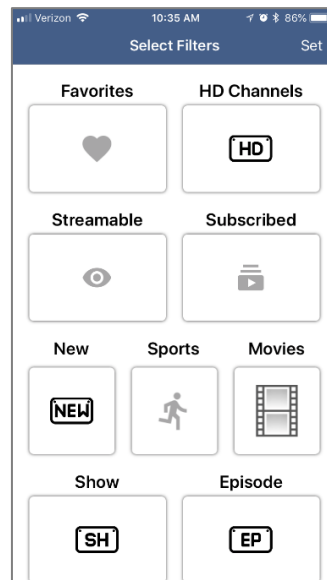 Verizon 10:35 AM 86%
Select Filters Set
Favorites HD Channels
HD
Streamable Subscribed
New Sports Movies
NEW
Show Episode
SH EP